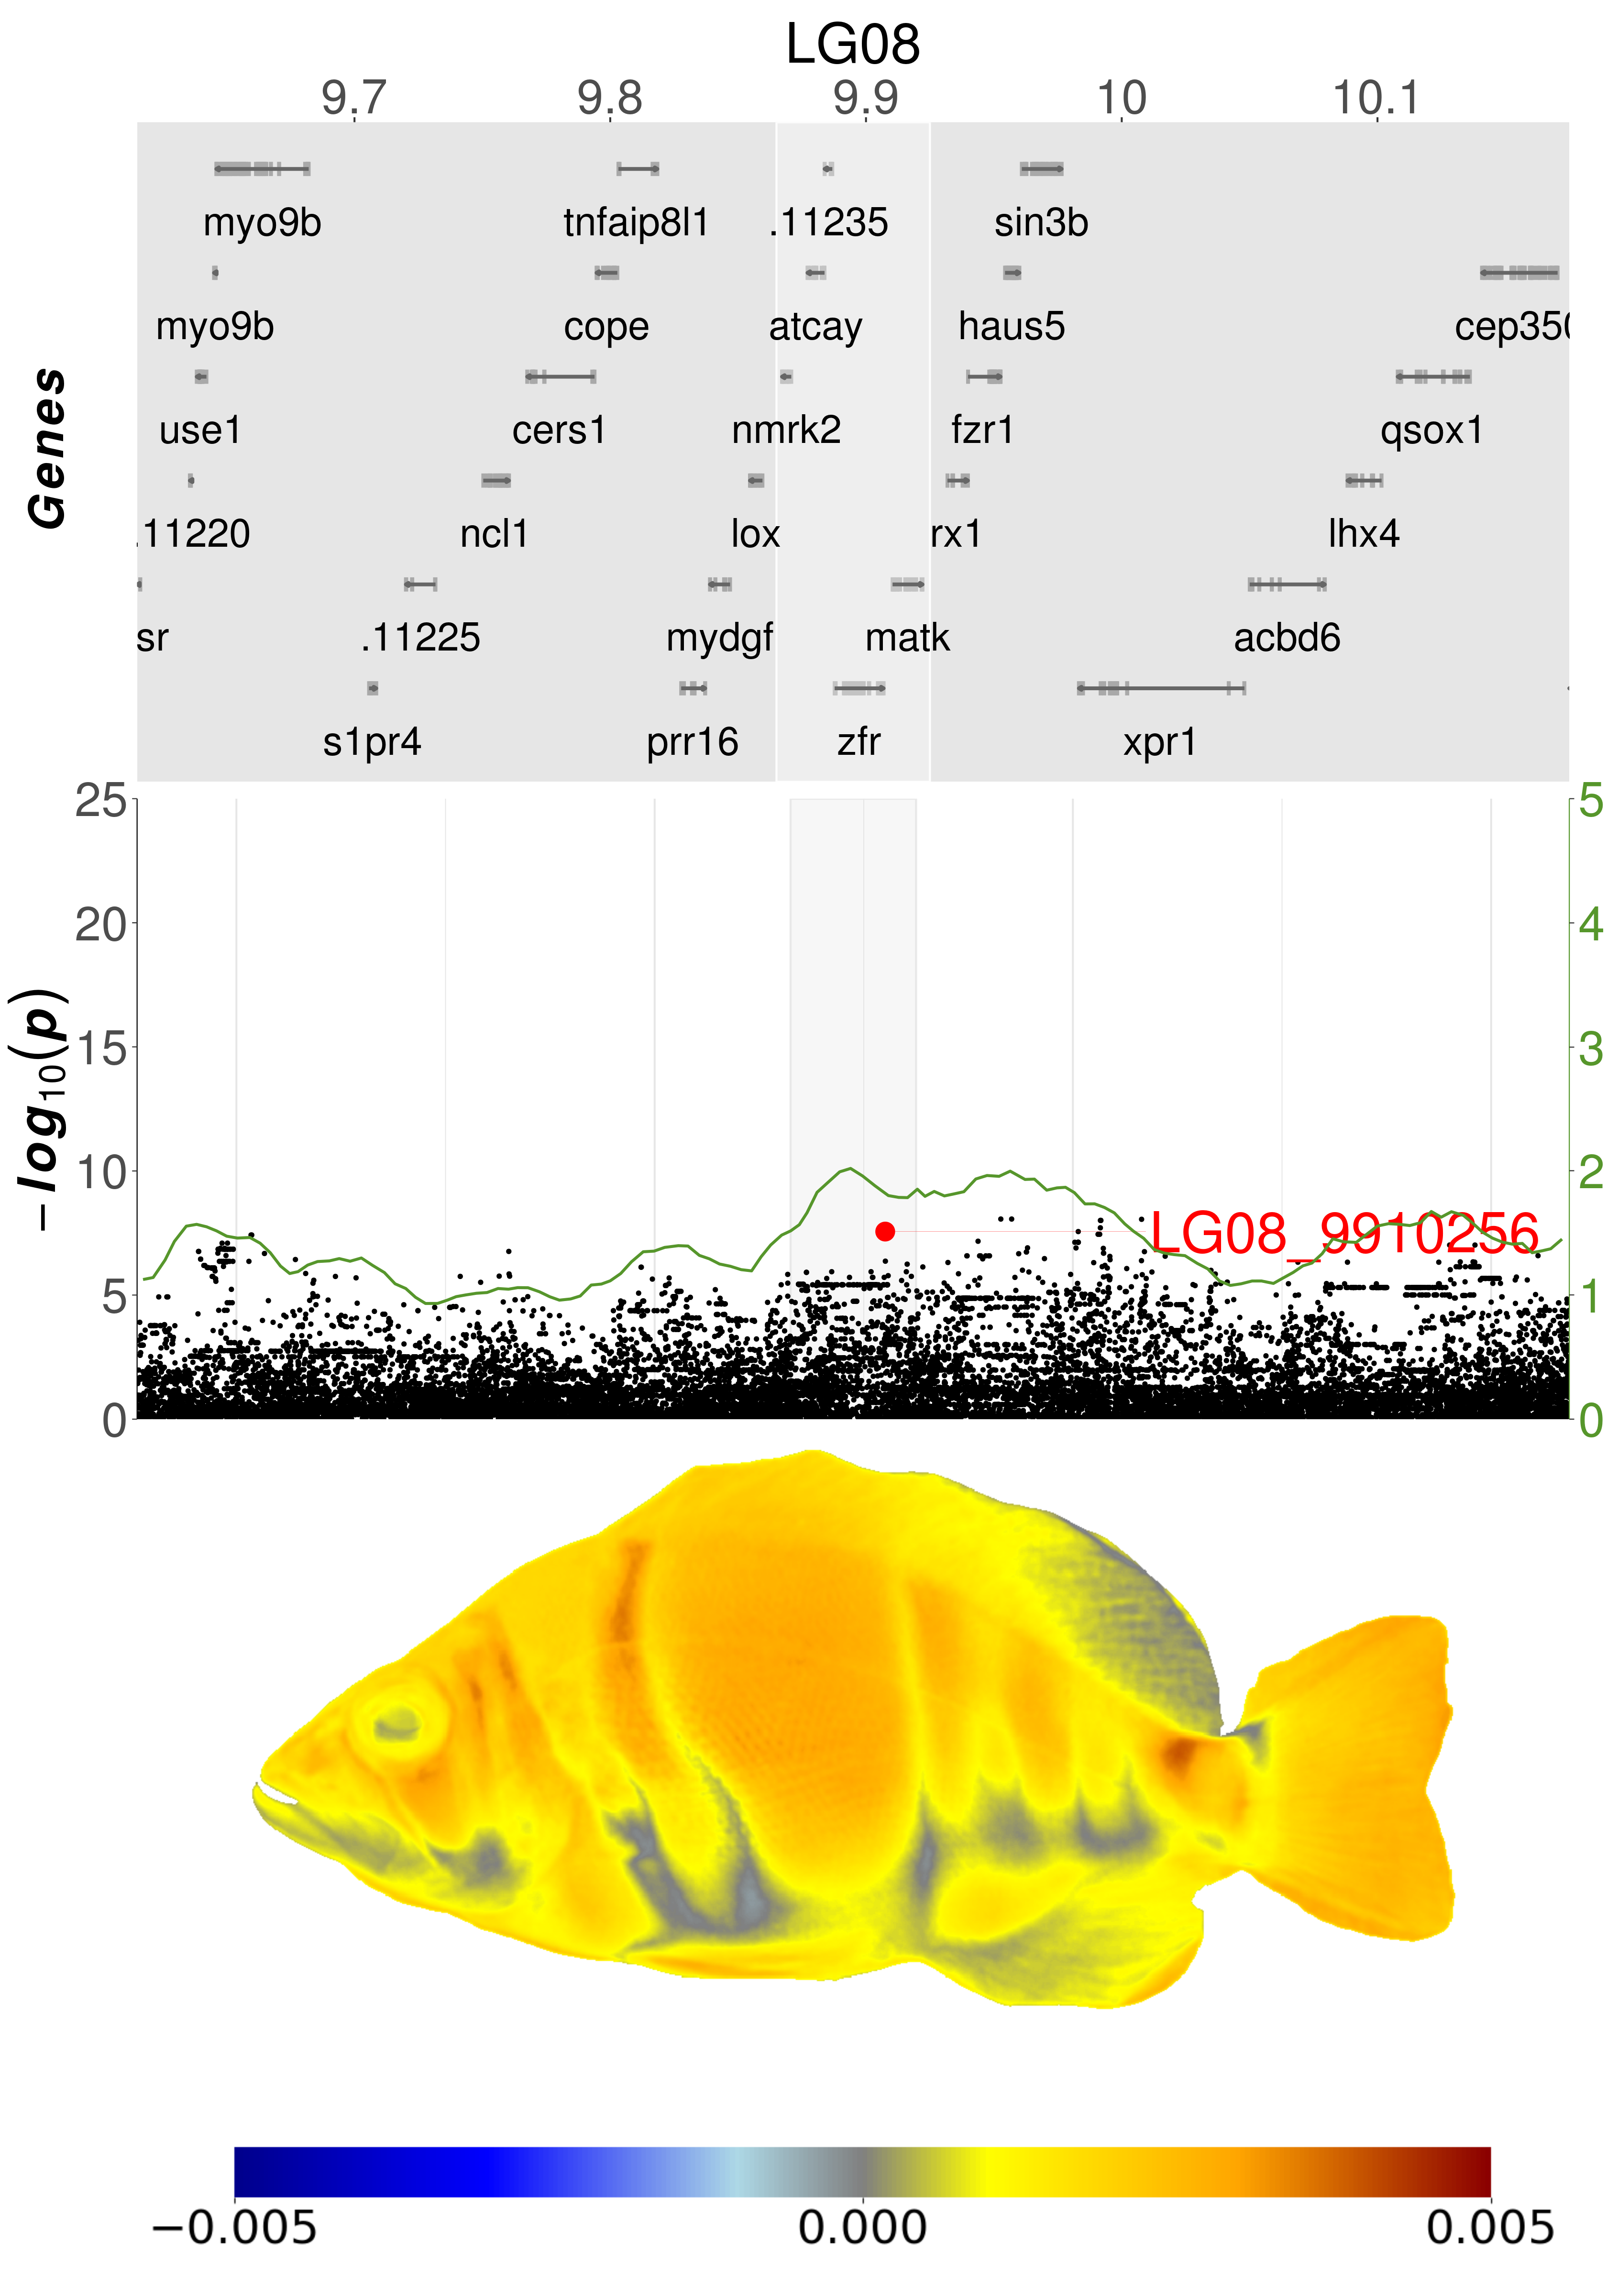 LG08
9.7 9.8 9.9 10 10.1
Genes
myo9b tnfaip8l1 .11235 sin3b
myo9b cope atcay haus5 cep350
use1 cers1 nmrk2 fzr1 qsox1
.11220 ncl1 lox rx1 lhx4
sr .11225 mydgf matk acbd6
s1pr4 prr16 zfr xpr1
−log10(p)
25 5
20 4
15 3
10 2
LG08_9910256
5 1
0 0
−0.005 0.000 0.005